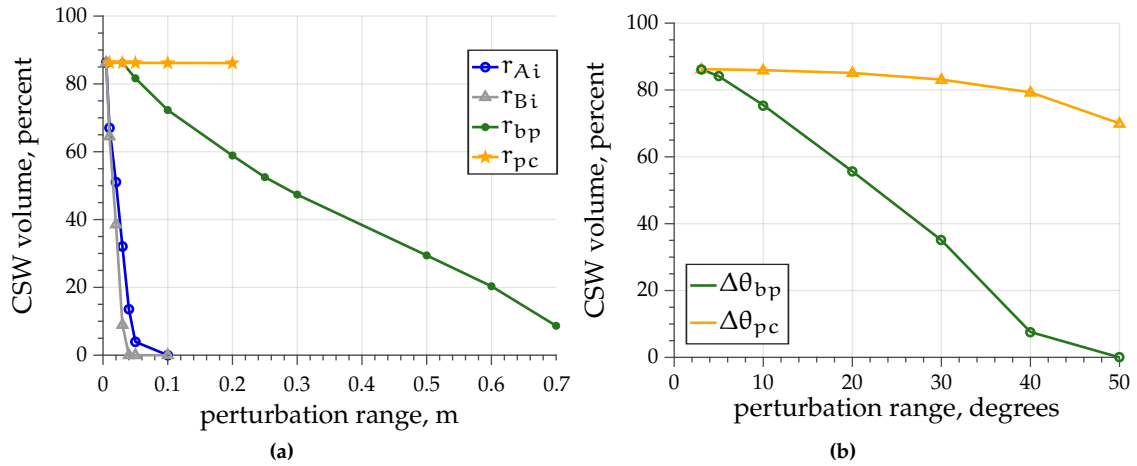 100
80
60
40
20
0
CSW volume, percent
0
0.1
0.2
0.3
0.4
0.5
0.6
0.7
perturbation range, m
r_Ai
r_Bi
r_bp
r_pc
(a)
100
80
60
40
20
0
CSW volume, percent
0
10
20
30
40
50
perturbation range, degrees
Δθ_bp
Δθ_pc
(b)